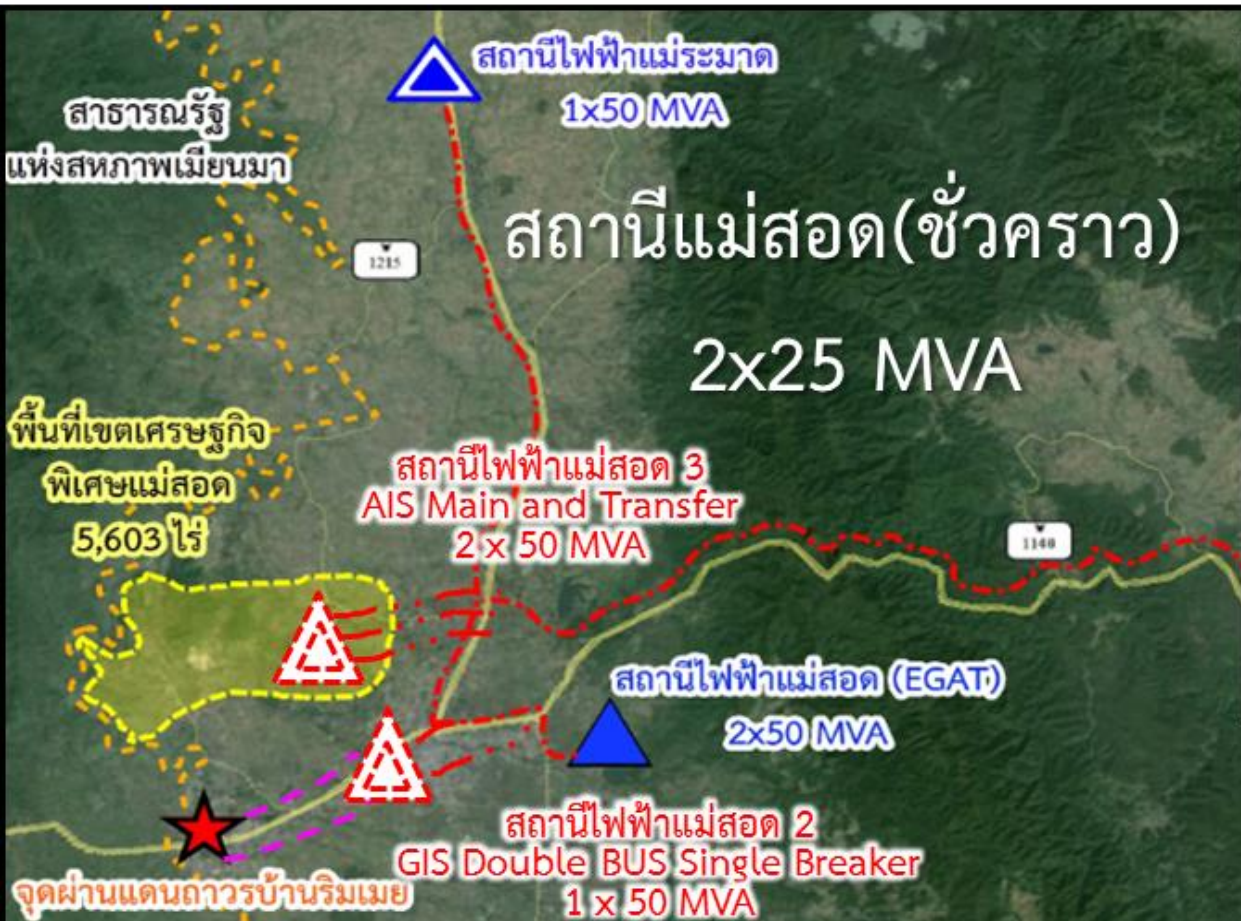 สถานีไฟฟ้าแม่ระมาด
1x50 MVA
สาธารณรัฐ
แห่งสหภาพเมียนมา
สถานีแม่สอด(ชั่วคราว)
2x25 MVA
1215
พื้นที่เขตเศรษฐกิจ
พิเศษแม่สอด
5,603 ไร่
สถานีไฟฟ้าแม่สอด 3
AIS Main and Transfer
2 x 50 MVA
1140
สถานีไฟฟ้าแม่สอด (EGAT)
2x50 MVA
สถานีไฟฟ้าแม่สอด 2
GIS Double BUS Single Breaker
1 x 50 MVA
จุดผ่านแดนถาวรบ้านริมเมย